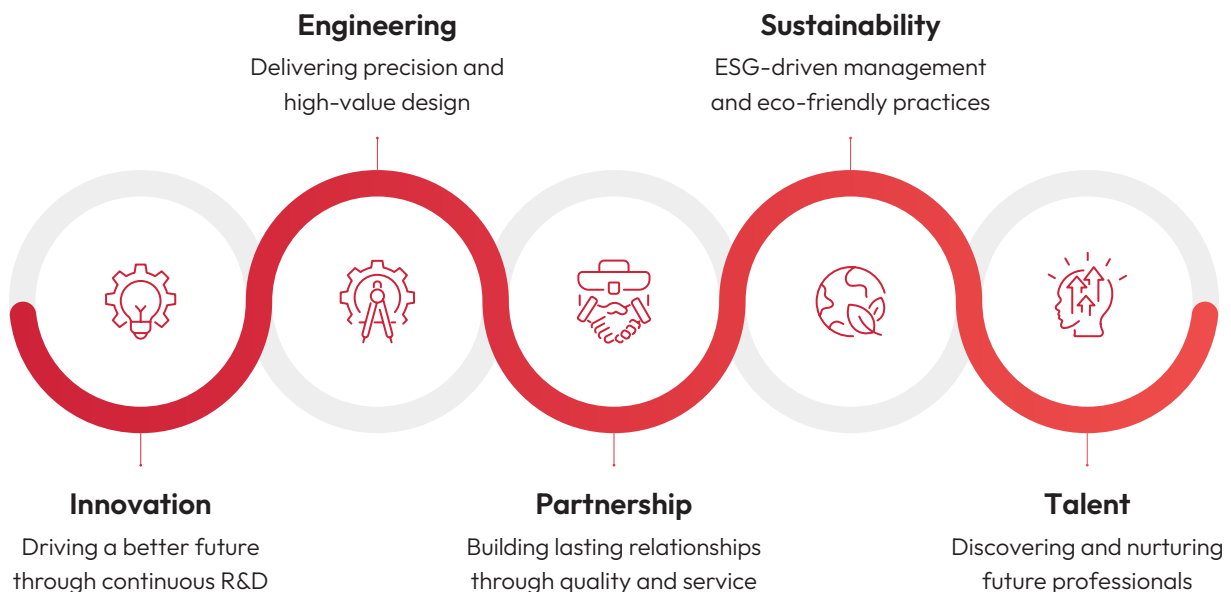 Engineering
Delivering precision and
high-value design
Sustainability
ESG-driven management
and eco-friendly practices
Innovation
Driving a better future
through continuous R&D
Partnership
Building lasting relationships
through quality and service
Talent
Discovering and nurturing
future professionals